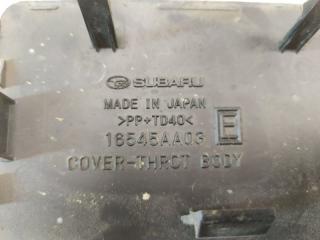 SUBARU
MADE IN JAPAN
>PP+TD40<
16545AA03 E
COVER-THRCT BODY